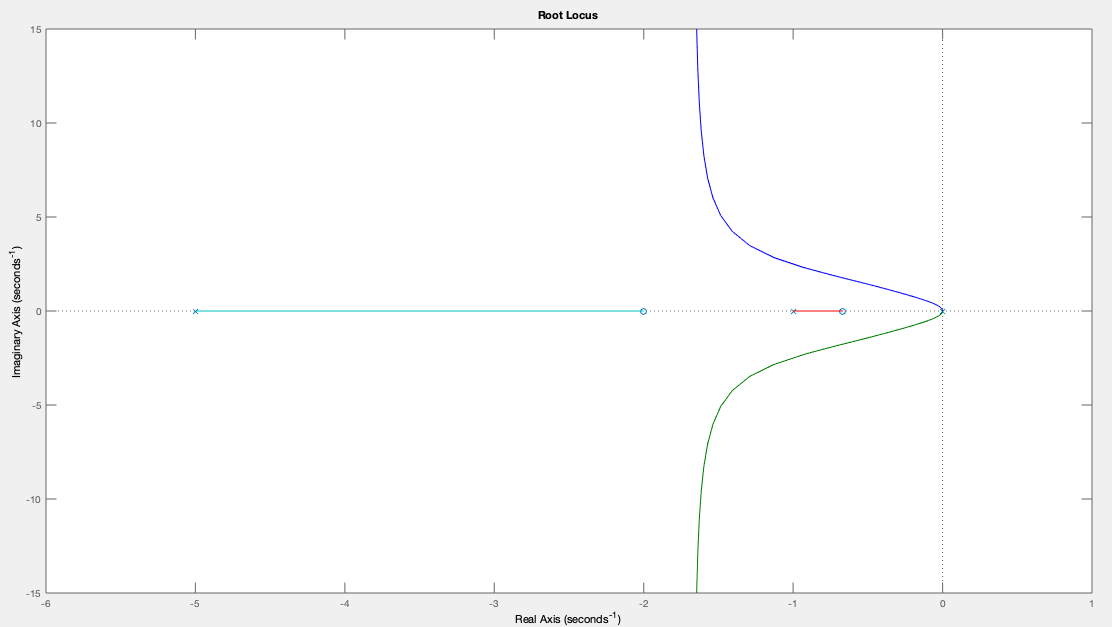 Root Locus
15
10
5
0
-5
-10
-15
Imaginary Axis (seconds⁻¹)
-6 -5 -4 -3 -2 -1 0 1
Real Axis (seconds⁻¹)